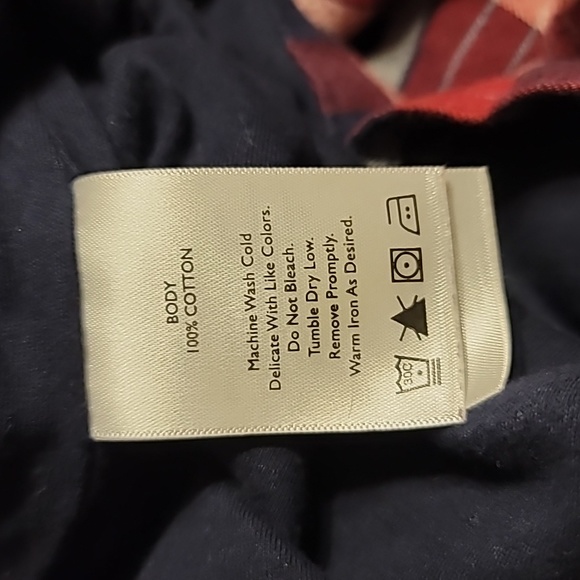 BODY
100% COTTON
Machine Wash Cold
Delicate With Like Colors.
Do Not Bleach.
Tumble Dry Low.
Remove Promptly.
Warm Iron As Desired.
30C